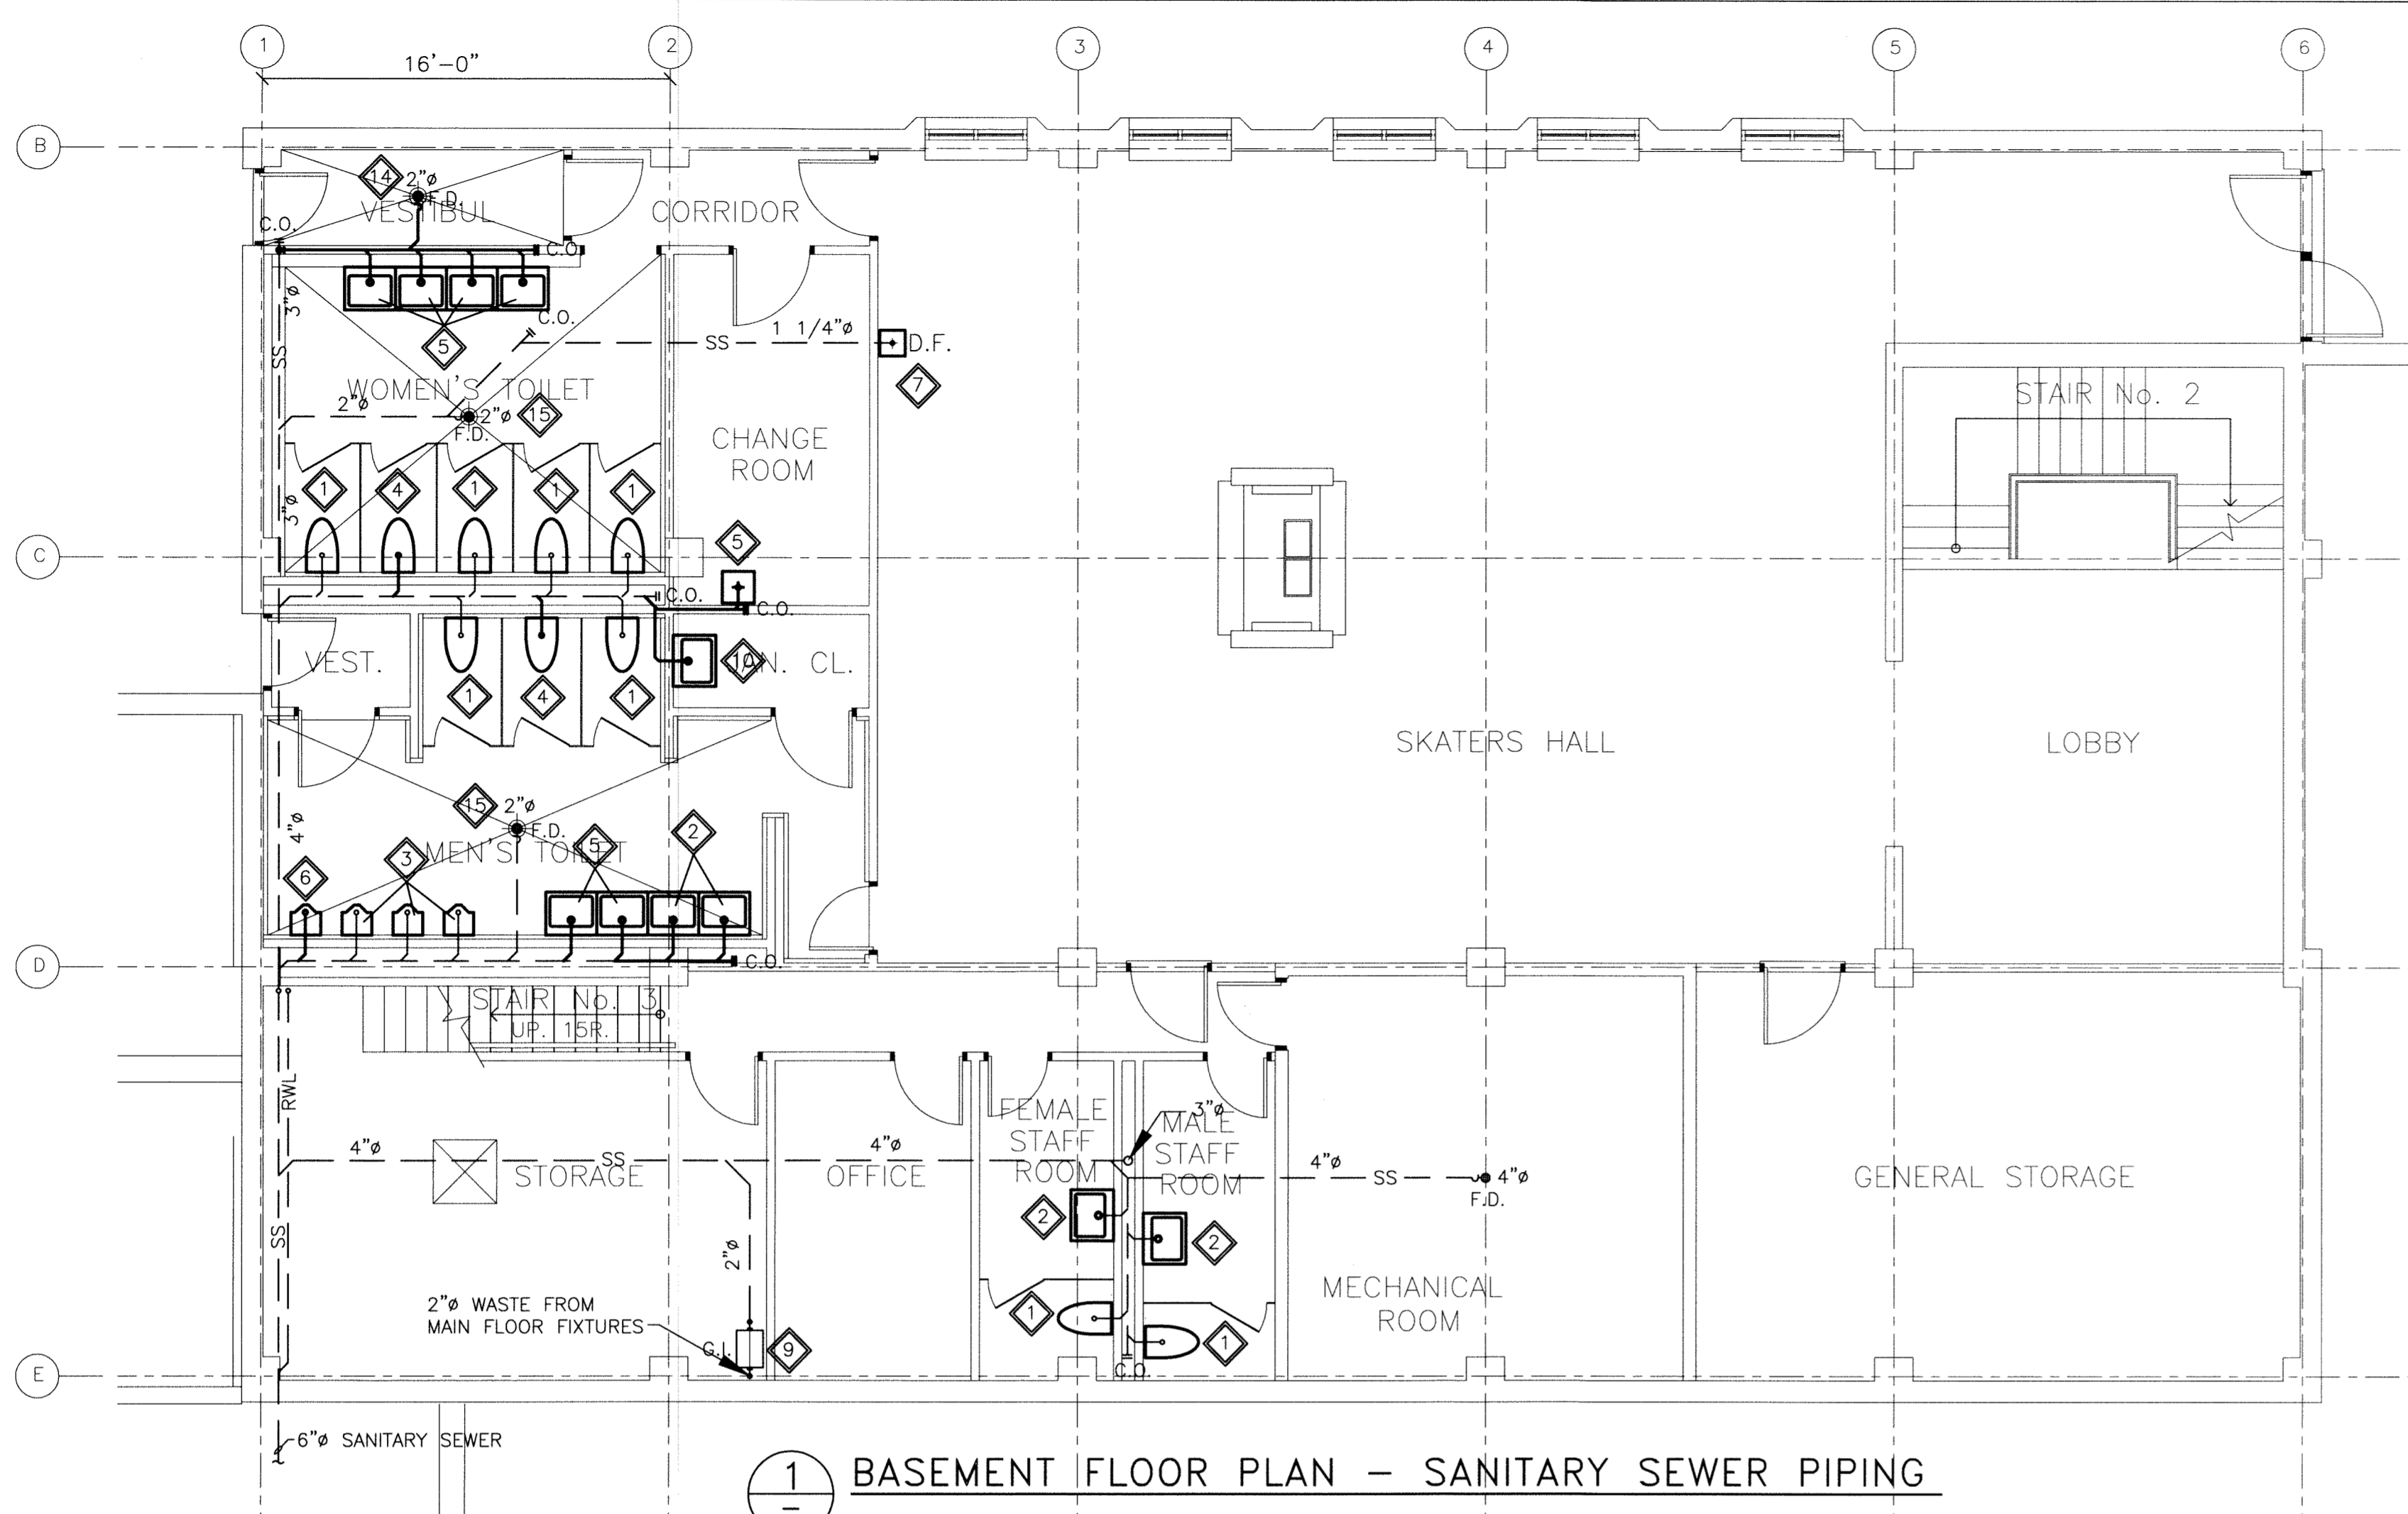 1
2
3
4
5
6
16'-0"
B
14
2"ø
F.D.
VESTIBUL
CORRIDOR
C.O.
C.O.
3"ø
C.O.
5
SS
1 1/4"ø
SS
D.F.
7
WOMEN'S TOILET
2"ø
2"ø
15
F.D.
STAIR No. 2
CHANGE
ROOM
1
4
1
1
1
3"ø
C
5
C.O.
C.O.
VEST.
10
JAN. CL.
1
4
1
SKATERS HALL
LOBBY
15
2"ø
F.D.
4"ø
MEN'S TOILET
5
2
3
6
D
C.O.
STAIR No. 3
UP. 15R.
RWL
FEMALE
STAFF
ROOM
3"ø
MALE
STAFF
ROOM
4"ø
SS
4"ø
STORAGE
OFFICE
4"ø
SS
4"ø
F.D.
GENERAL STORAGE
SS
2"ø
2
2
MECHANICAL
ROOM
2"ø WASTE FROM
MAIN FLOOR FIXTURES
1
1
G.I.
9
C.O.
E
6"ø SANITARY SEWER
1
–
BASEMENT FLOOR PLAN – SANITARY SEWER PIPING